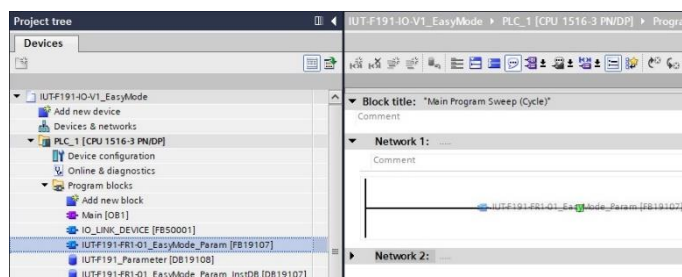 Project tree
Devices
IUT-F191-IO-V1_EasyMode
Add new device
Devices & networks
PLC_1 [CPU 1516-3 PN/DP]
Device configuration
Online & diagnostics
Program blocks
Add new block
Main [OB1]
IO_LINK_DEVICE [FB50001]
IUT-F191-FR1-01_EasyMode_Param [FB19107]
IUT-F191_Parameter [DB19108]
IUT-F191-FR1-01_EasyMode_Param_InstDB [DB19107]
IUT-F191-IO-V1_EasyMode PLC_1 [CPU 1516-3 PN/DP] Progra
Block title: "Main Program Sweep (Cycle)"
Comment
Network 1: .....
Comment
IUT-F191-FR1-01_EasyMode_Param [FB19107
Network 2: .....